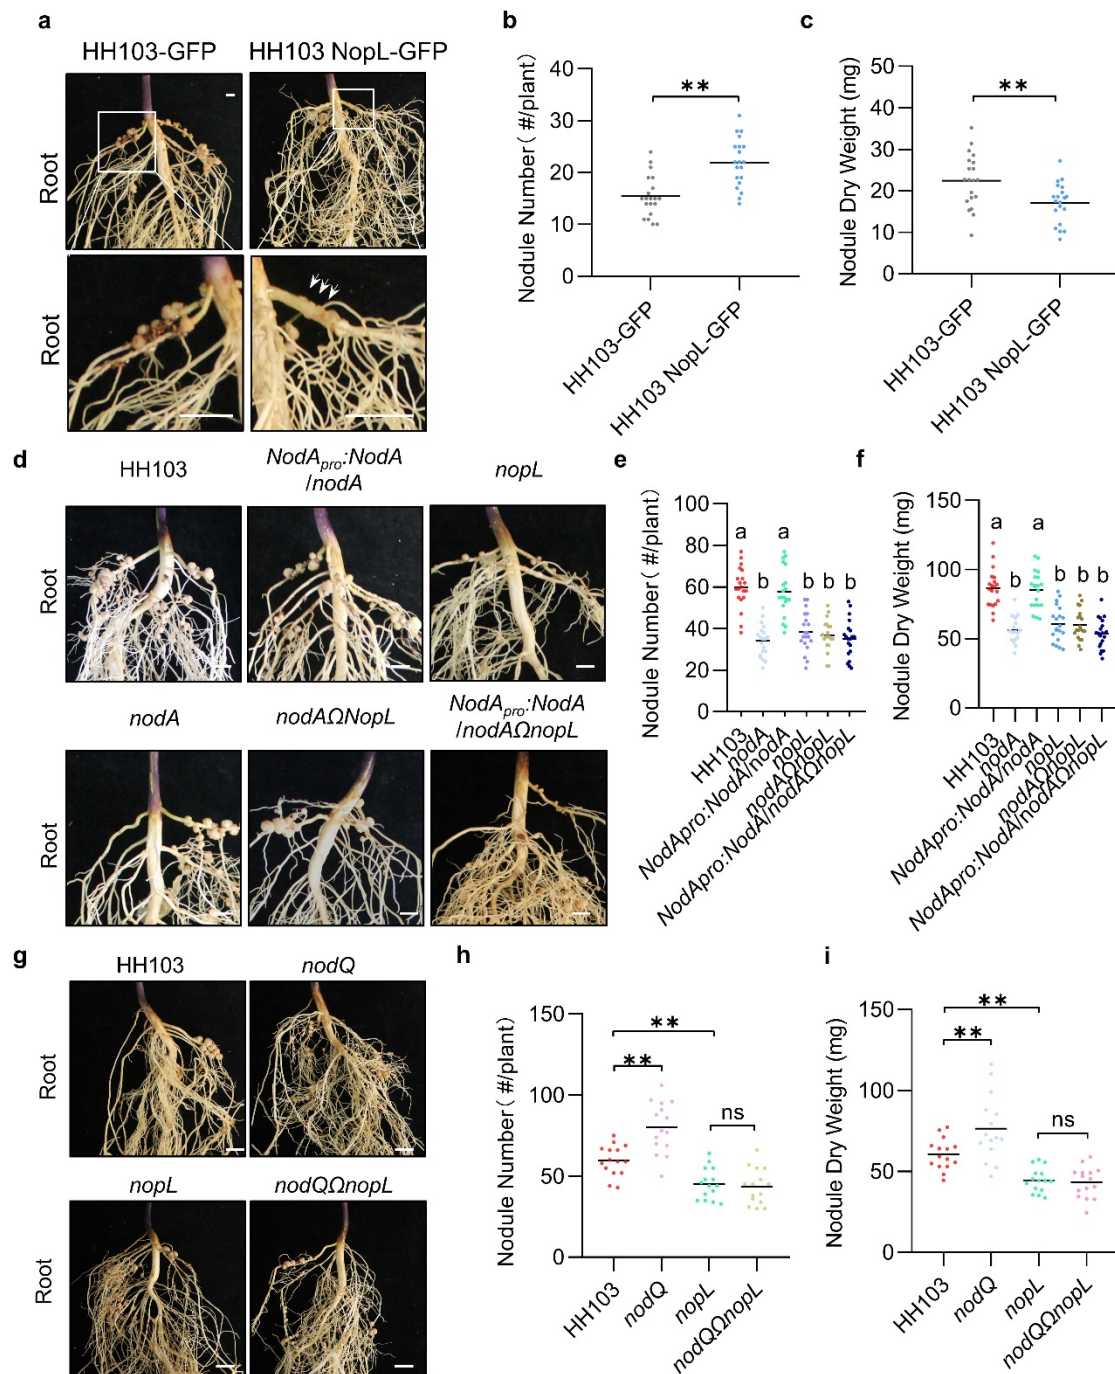 a
HH103-GFP
HH103 NopL-GFP
Root
Root
b
Nodule Number( #/plant)
40
30
20
10
0
**
HH103-GFP
HH103 NopL-GFP
c
Nodule Dry Weight (mg)
50
40
30
20
10
0
**
HH103-GFP
HH103 NopL-GFP
d
HH103
NodApro:NodA
/nodA
nopL
Root
nodA
nodAΩNopL
NodApro:NodA
/nodAΩnopL
Root
e
Nodule Number( #/plant)
100
80
60
40
20
0
a
b
a
b
b
b
HH103
nodA
NodApro:NodA/nodA
nopL
nodAΩnopL
NodApro:NodA/nodAΩnopL
f
Nodule Dry Weight (mg)
150
100
50
0
a
b
a
b
b
b
HH103
nodA
NodApro:NodA/nodA
nopL
nodAΩnopL
NodApro:NodA/nodAΩnopL
g
HH103
nodQ
Root
nopL
nodQΩnopL
Root
h
Nodule Number( #/plant)
150
100
50
0
**
**
ns
HH103
nodQ
nopL
nodQΩnopL
i
Nodule Dry Weight (mg)
150
100
50
0
**
**
ns
HH103
nodQ
nopL
nodQΩnopL